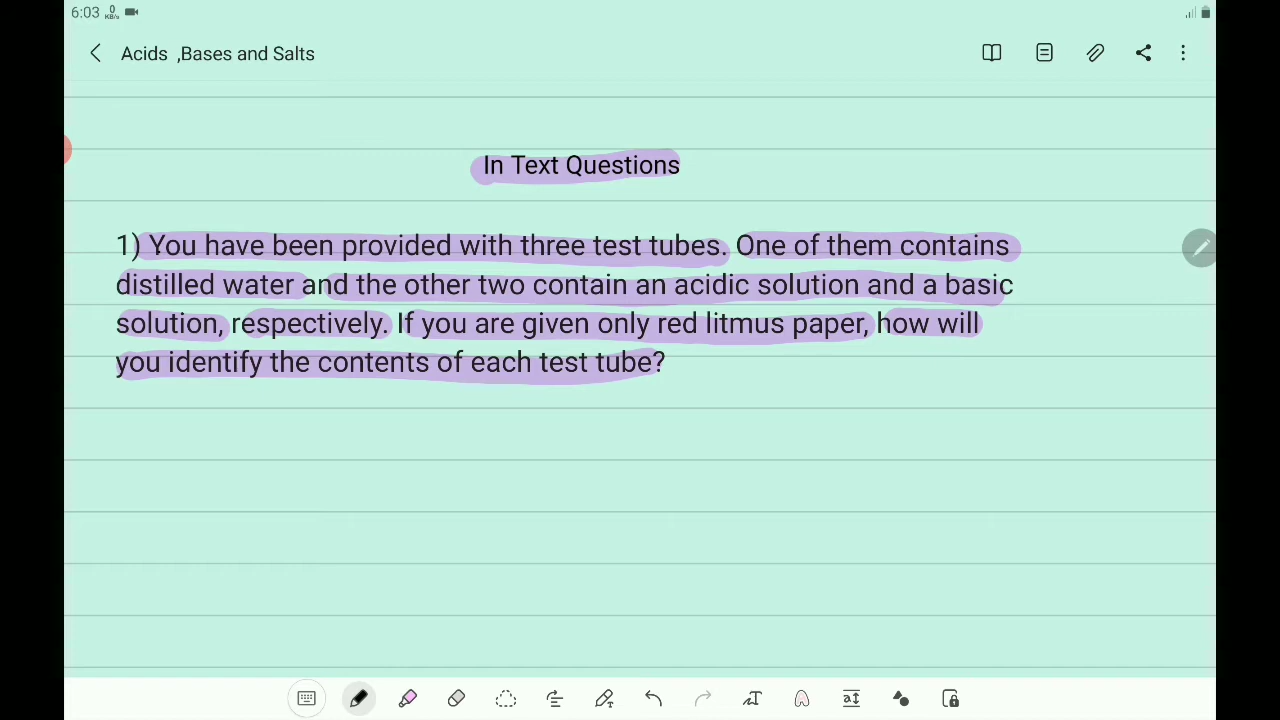 6:03 0 KB/s
Acids ,Bases and Salts
In Text Questions
1) You have been provided with three test tubes. One of them contains
distilled water and the other two contain an acidic solution and a basic
solution, respectively. If you are given only red litmus paper, how will
you identify the contents of each test tube?